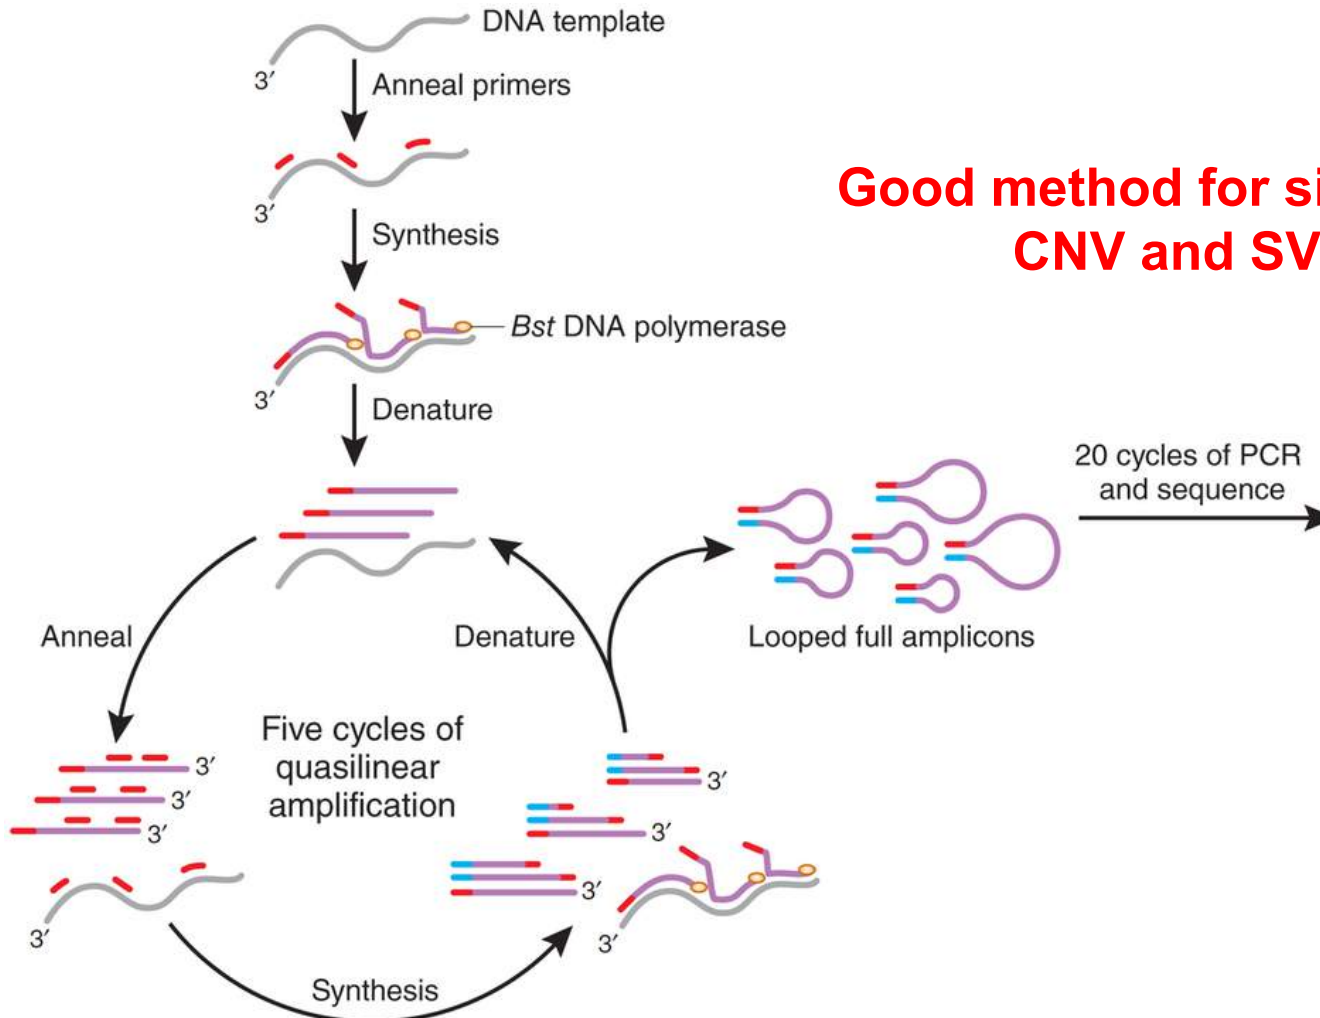 DNA template
3′
Anneal primers
3′
Good method for si
CNV and SV
Synthesis
Bst DNA polymerase
3′
Denature
20 cycles of PCR
and sequence
Anneal
Denature
Looped full amplicons
Five cycles of
quasilinear
amplification
3′
3′
3′
3′
3′
3′
3′
3′
Synthesis